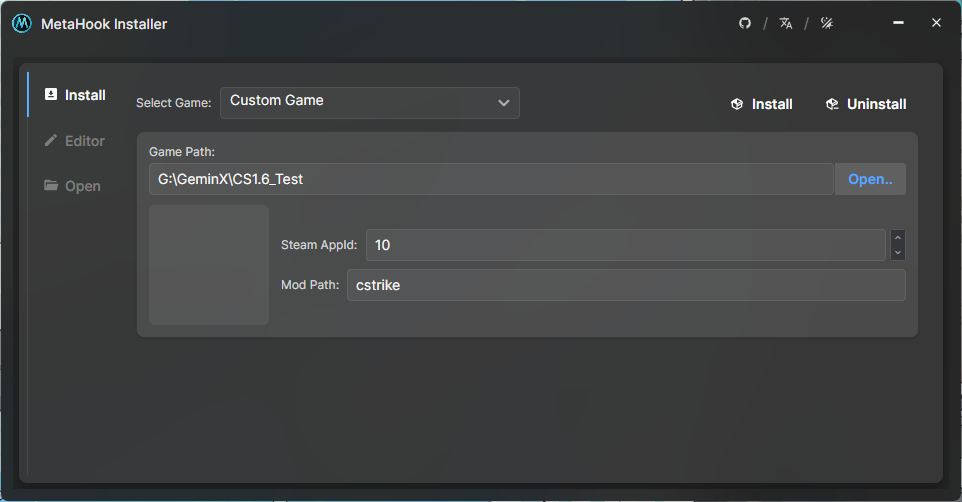 MetaHook Installer
/ /
Install
Select Game: Custom Game
Install Uninstall
Editor
Open
Game Path:
G:\GeminX\CS1.6_Test Open..
Steam AppId: 10
Mod Path: cstrike